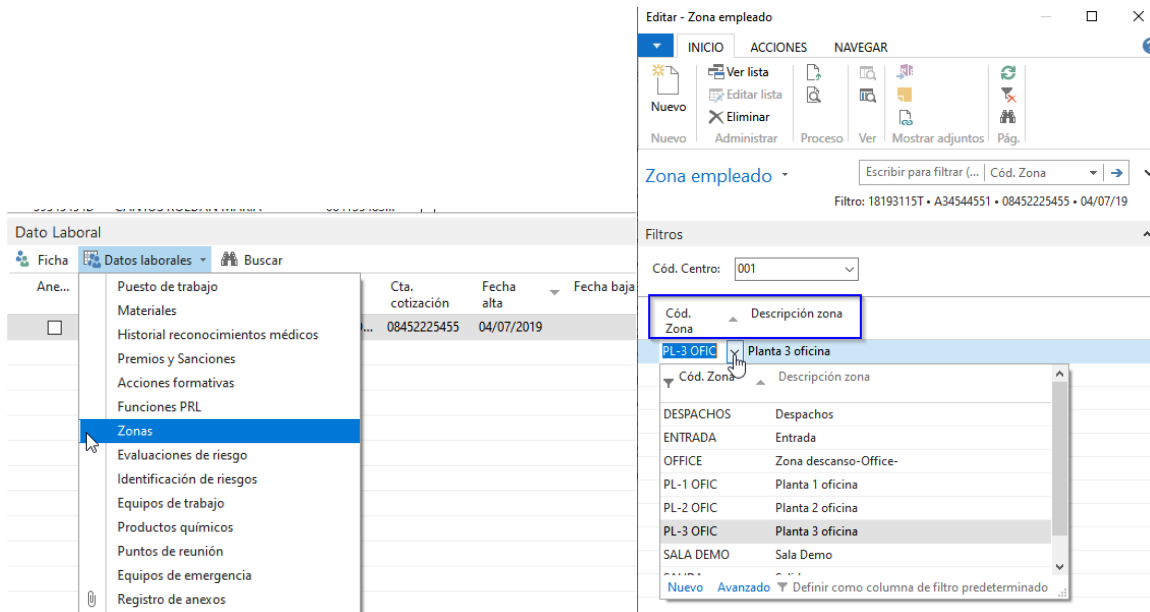 Dato Laboral
Ficha Datos laborales Buscar
Ane...
Cta. cotización Fecha alta Fecha baja
... 08452225455 04/07/2019
Puesto de trabajo
Materiales
Historial reconocimientos médicos
Premios y Sanciones
Acciones formativas
Funciones PRL
Zonas
Evaluaciones de riesgo
Identificación de riesgos
Equipos de trabajo
Productos químicos
Puntos de reunión
Equipos de emergencia
Registro de anexos
Editar - Zona empleado
INICIO ACCIONES NAVEGAR
Nuevo
Ver lista
Editar lista
Eliminar
Nuevo Administrar Proceso Ver Mostrar adjuntos Pág.
Zona empleado
Escribir para filtrar (... Cód. Zona
Filtro: 18193115T • A34544551 • 08452225455 • 04/07/19
Filtros
Cód. Centro: 001
Cód. Zona Descripción zona
PL-3 OFIC Planta 3 oficina
Cód. Zona Descripción zona
DESPACHOS Despachos
ENTRADA Entrada
OFFICE Zona descanso-Office-
PL-1 OFIC Planta 1 oficina
PL-2 OFIC Planta 2 oficina
PL-3 OFIC Planta 3 oficina
SALA DEMO Sala Demo
Nuevo Avanzado Definir como columna de filtro predeterminado